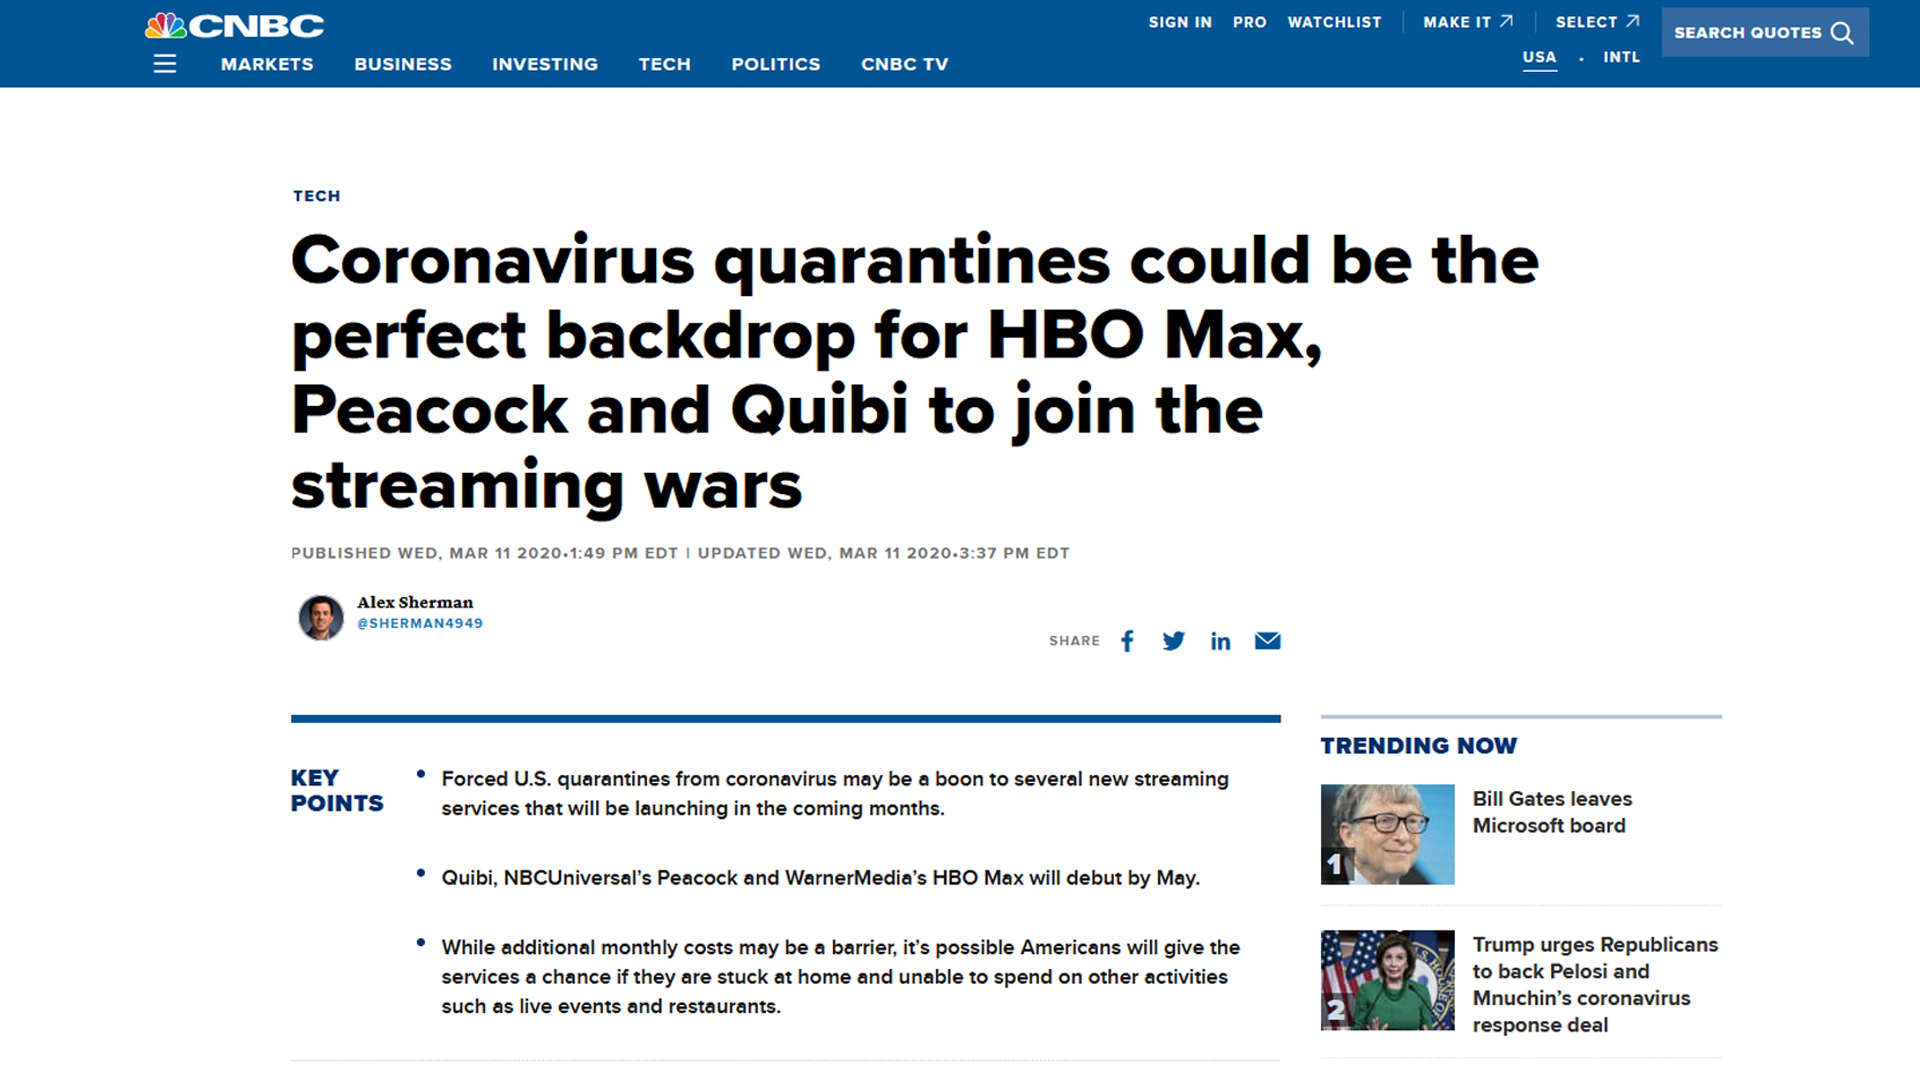 CNBC
SIGN IN PRO WATCHLIST MAKE IT SELECT
SEARCH QUOTES
USA · INTL
MARKETS BUSINESS INVESTING TECH POLITICS CNBC TV
TECH
Coronavirus quarantines could be the
perfect backdrop for HBO Max,
Peacock and Quibi to join the
streaming wars
PUBLISHED WED, MAR 11 2020•1:49 PM EDT | UPDATED WED, MAR 11 2020•3:37 PM EDT
Alex Sherman
@SHERMAN4949
SHARE
KEY
POINTS
• Forced U.S. quarantines from coronavirus may be a boon to several new streaming
services that will be launching in the coming months.
• Quibi, NBCUniversal’s Peacock and WarnerMedia’s HBO Max will debut by May.
• While additional monthly costs may be a barrier, it’s possible Americans will give the
services a chance if they are stuck at home and unable to spend on other activities
such as live events and restaurants.
TRENDING NOW
1
Bill Gates leaves
Microsoft board
2
Trump urges Republicans
to back Pelosi and
Mnuchin’s coronavirus
response deal